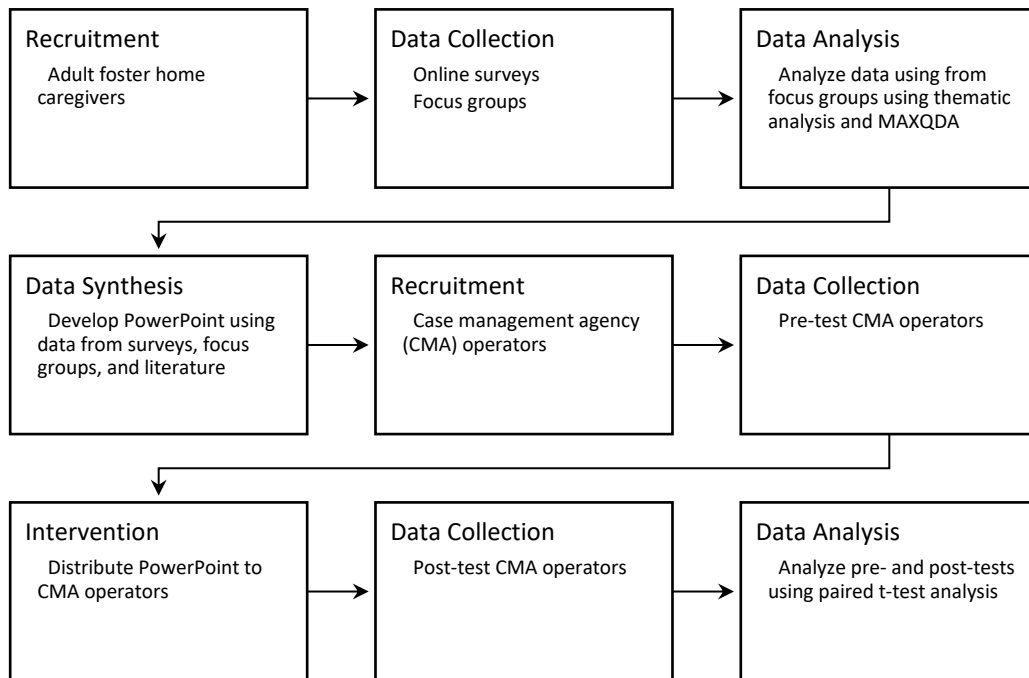 Recruitment
Adult foster home
caregivers
Data Collection
Online surveys
Focus groups
Data Analysis
Analyze data using from
focus groups using thematic
analysis and MAXQDA
Data Synthesis
Develop PowerPoint using
data from surveys, focus
groups, and literature
Recruitment
Case management agency
(CMA) operators
Data Collection
Pre-test CMA operators
Intervention
Distribute PowerPoint to
CMA operators
Data Collection
Post-test CMA operators
Data Analysis
Analyze pre- and post-tests
using paired t-test analysis